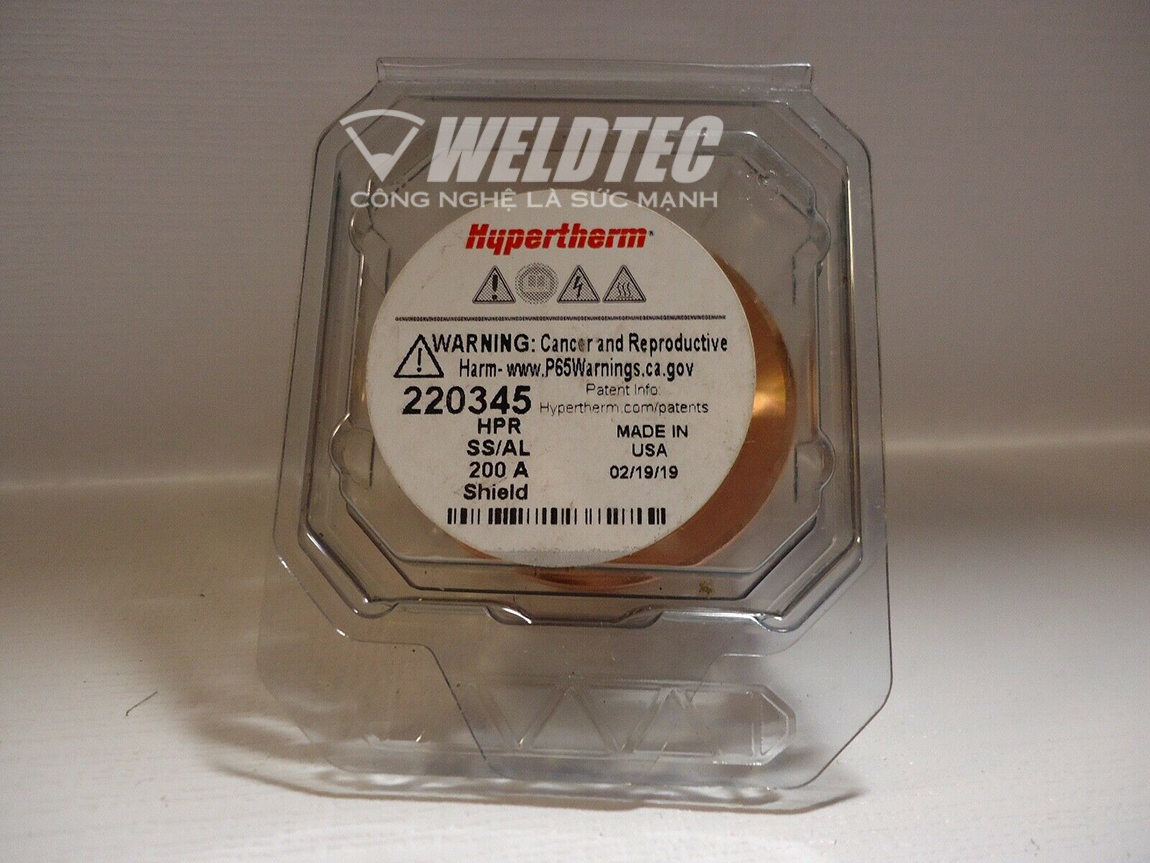 WELDTEC
CÔNG NGHỆ LÀ SỨC MẠNH
Hypertherm®
WARNING: Cancer and Reproductive
Harm- www.P65Warnings.ca.gov
220345
Patent Info:
Hypertherm.com/patents
HPR
SS/AL
200 A
Shield
MADE IN
USA
02/19/19